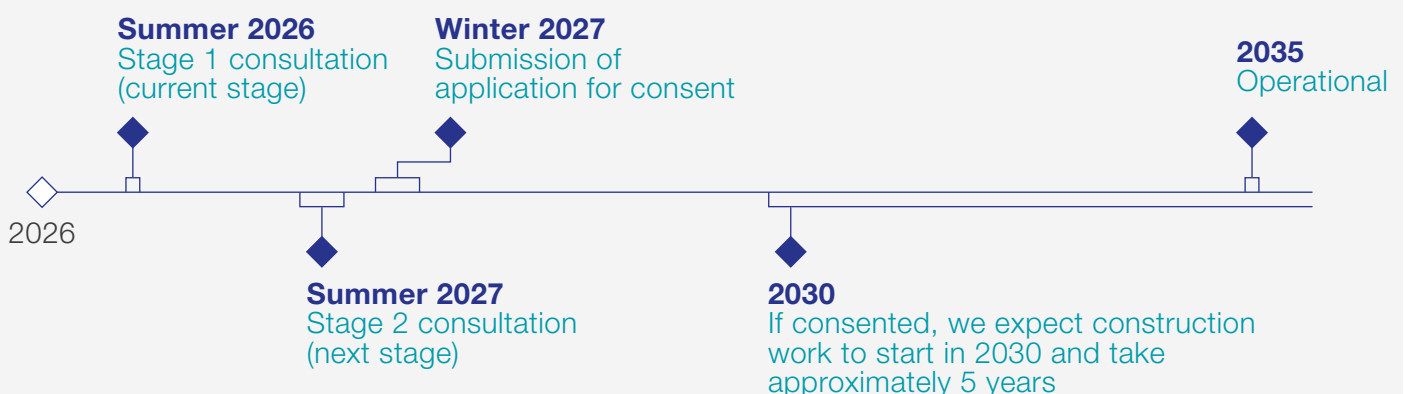 Summer 2026
Stage 1 consultation
(current stage)
Winter 2027
Submission of
application for consent
2035
Operational
2026
Summer 2027
Stage 2 consultation
(next stage)
2030
If consented, we expect construction
work to start in 2030 and take
approximately 5 years